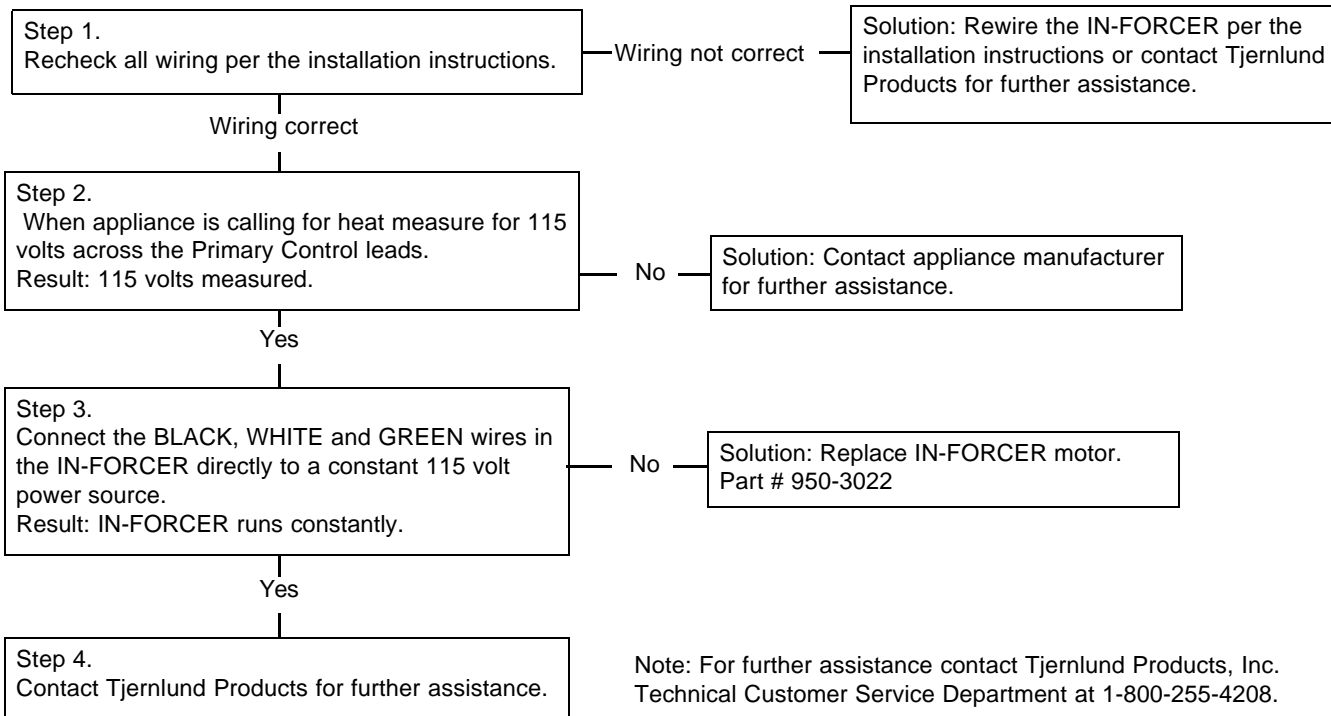 Step 1.
Recheck all wiring per the installation instructions.
Wiring not correct
Solution: Rewire the IN-FORCER per the
installation instructions or contact Tjernlund
Products for further assistance.
Wiring correct
Step 2.
When appliance is calling for heat measure for 115
volts across the Primary Control leads.
Result: 115 volts measured.
No
Solution: Contact appliance manufacturer
for further assistance.
Yes
Step 3.
Connect the BLACK, WHITE and GREEN wires in
the IN-FORCER directly to a constant 115 volt
power source.
Result: IN-FORCER runs constantly.
No
Solution: Replace IN-FORCER motor.
Part # 950-3022
Yes
Step 4.
Contact Tjernlund Products for further assistance.
Note: For further assistance contact Tjernlund Products, Inc.
Technical Customer Service Department at 1-800-255-4208.